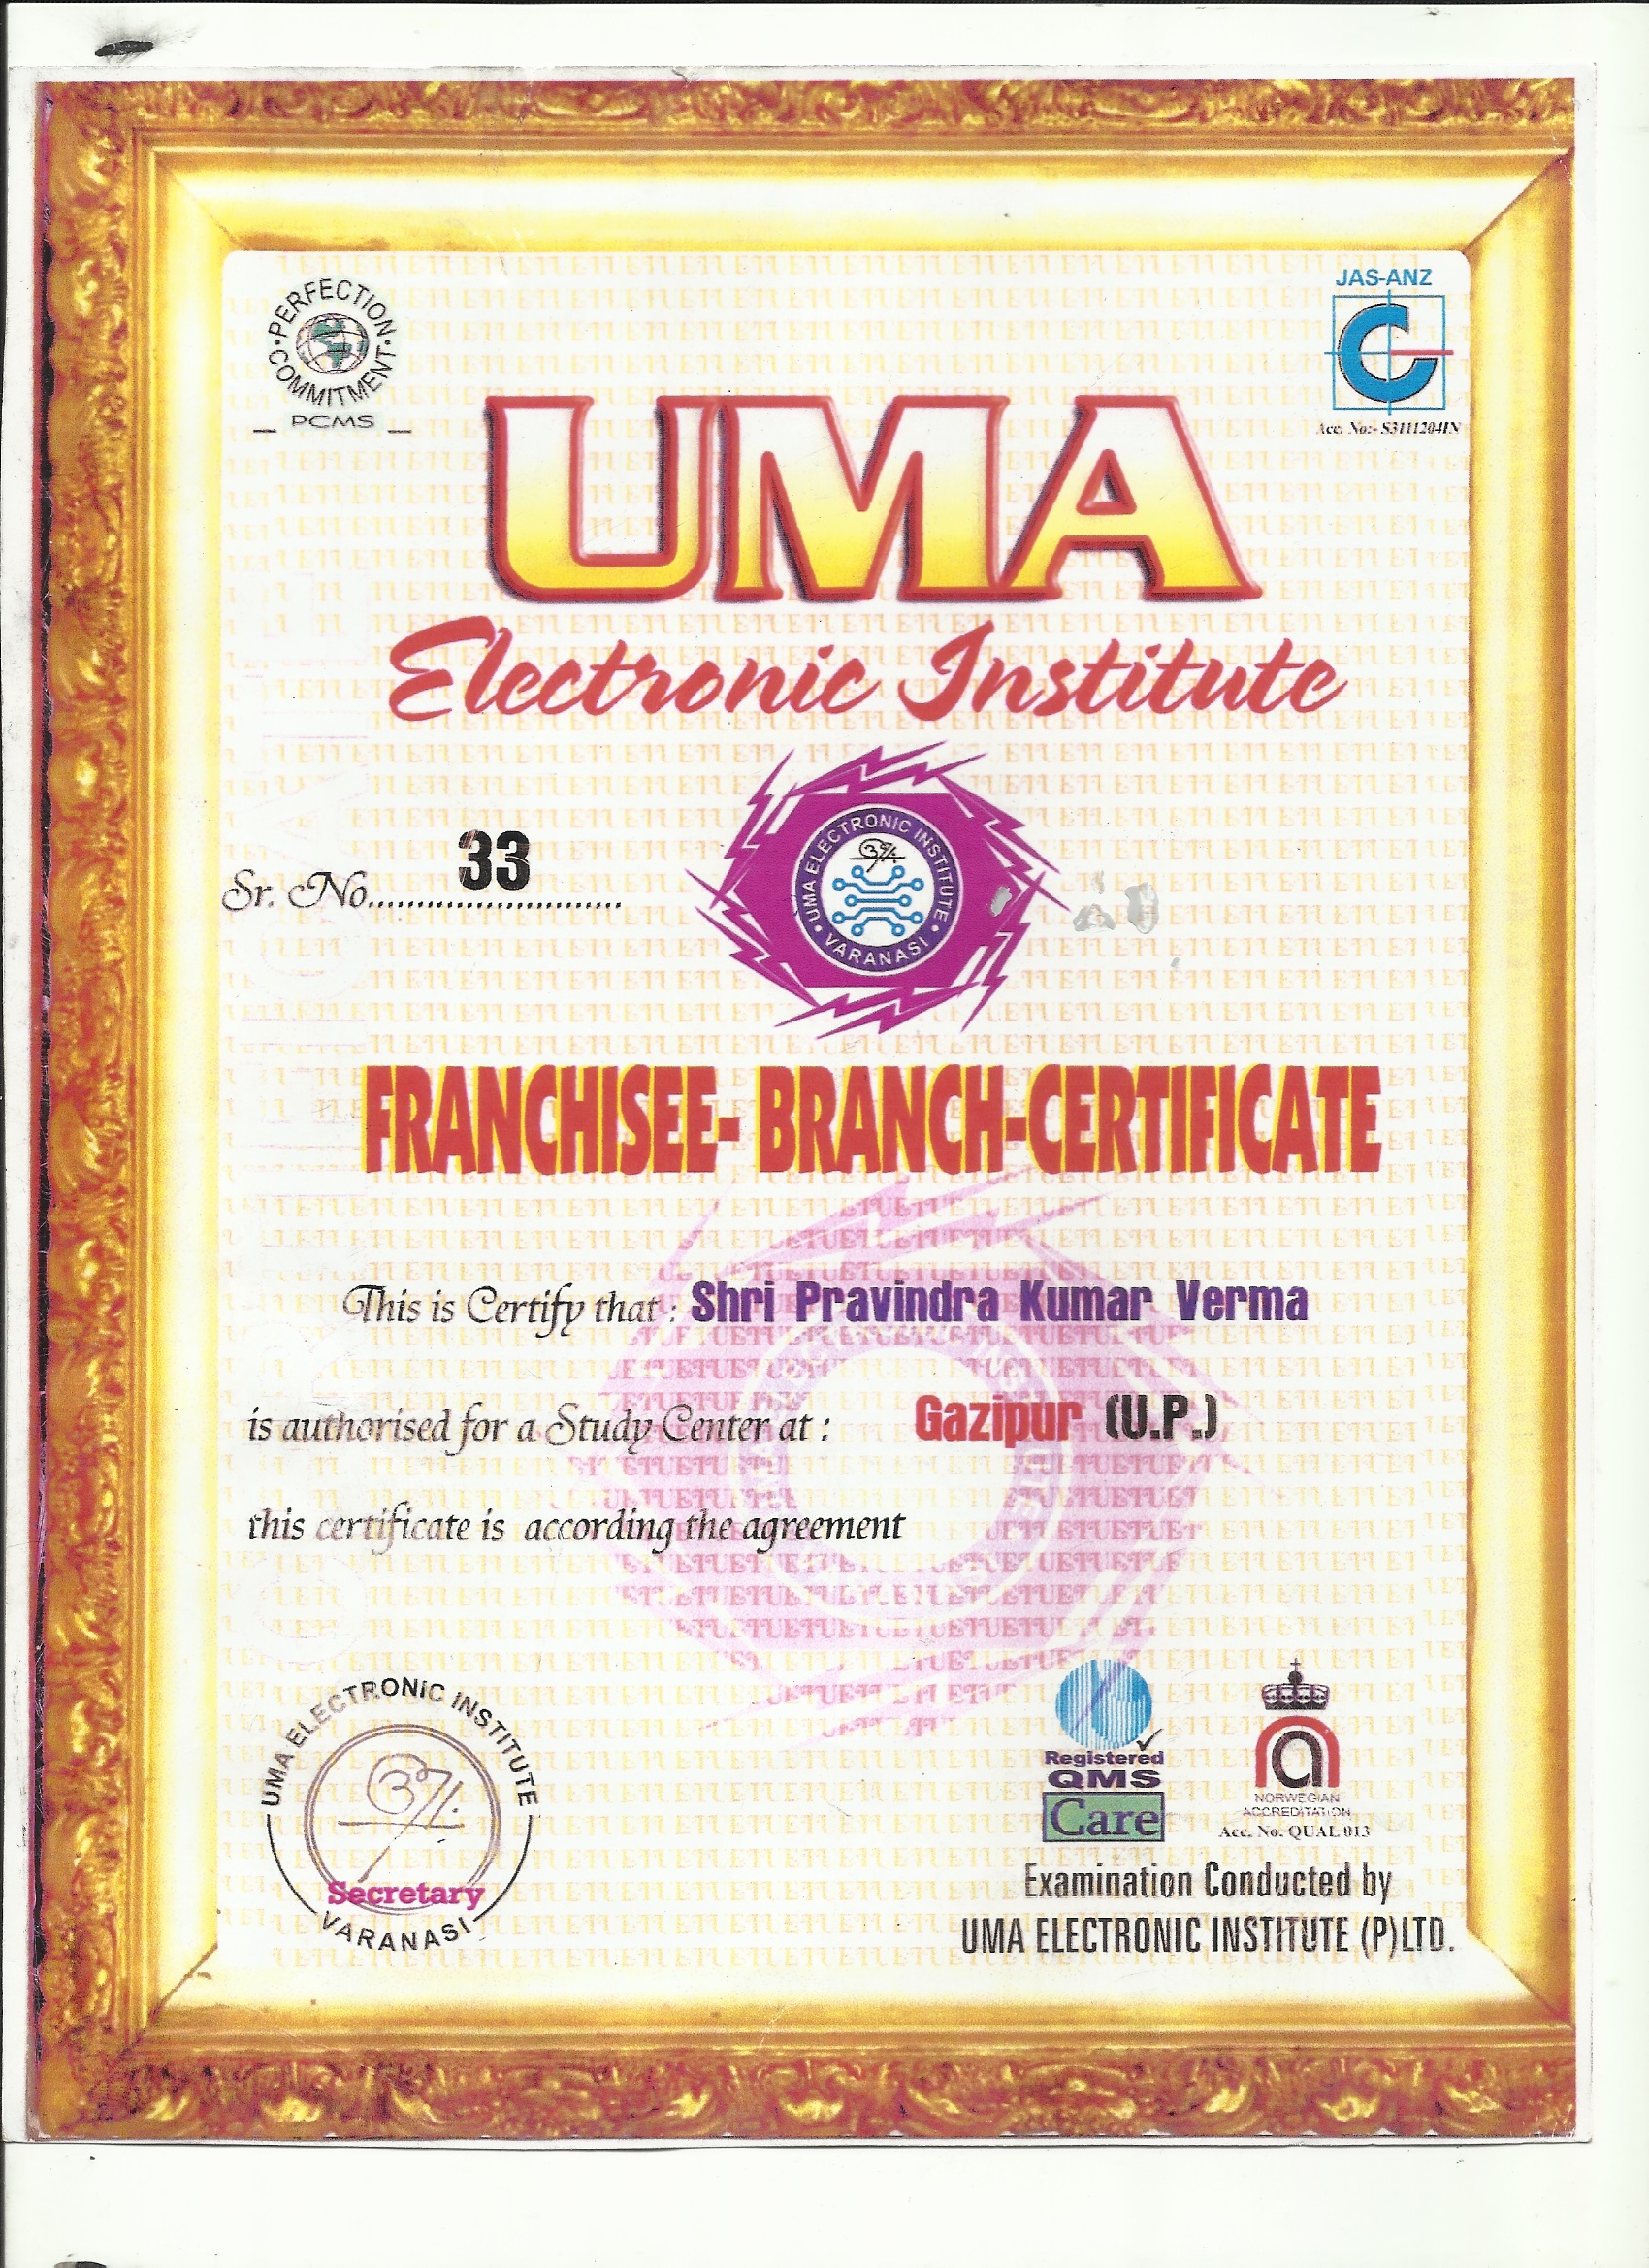 PERFECTION
COMMITMENT
PCMS
JAS-ANZ
Acc. No:- S3111204IN
UMA
Electronic Institute
Sr. No.......................... 33
UMA ELECTRONIC INSTITUTE
VARANASI
FRANCHISEE- BRANCH-CERTIFICATE
This is Certify that : Shri Pravindra Kumar Verma
is authorised for a Study Center at : Gazipur (U.P.)
this certificate is according the agreement
UMA ELECTRONIC INSTITUTE
Secretary
VARANASI
Registered
QMS
Care
NORWEGIAN
ACCREDITATION
Acc. No. QUAL 013
Examination Conducted by
UMA ELECTRONIC INSTITUTE (P)LTD.